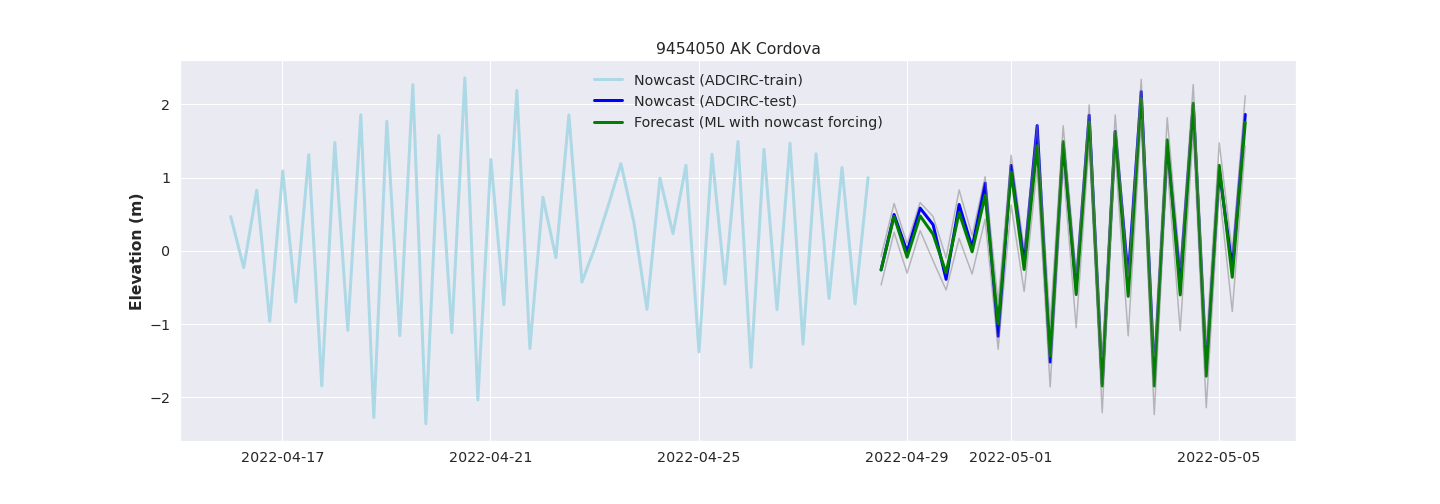 9454050 AK Cordova
Nowcast (ADCIRC-train)
Nowcast (ADCIRC-test)
Forecast (ML with nowcast forcing)
Elevation (m)
2
1
0
−1
−2
2022-04-17 2022-04-21 2022-04-25 2022-04-29 2022-05-01 2022-05-05